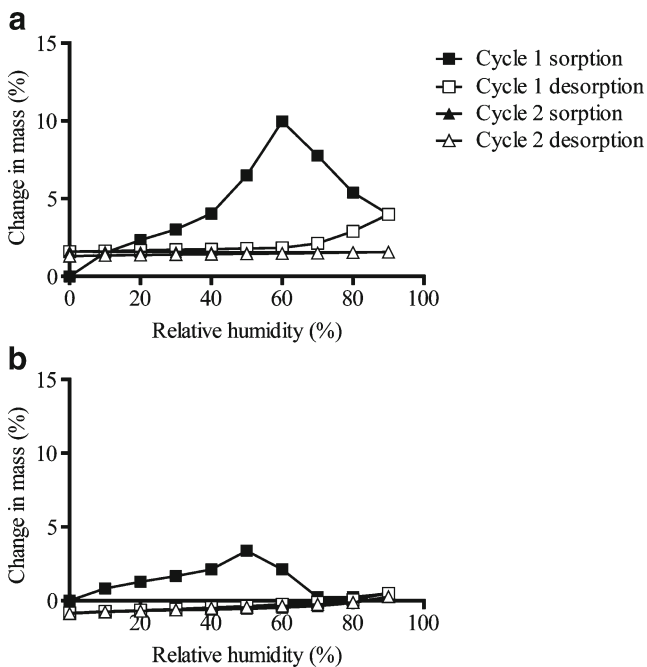 a
15
10
5
0
Change in mass (%)
0 20 40 60 80 100
Relative humidity (%)
Cycle 1 sorption
Cycle 1 desorption
Cycle 2 sorption
Cycle 2 desorption
b
15
10
5
0
Change in mass (%)
20 40 60 80 100
Relative humidity (%)